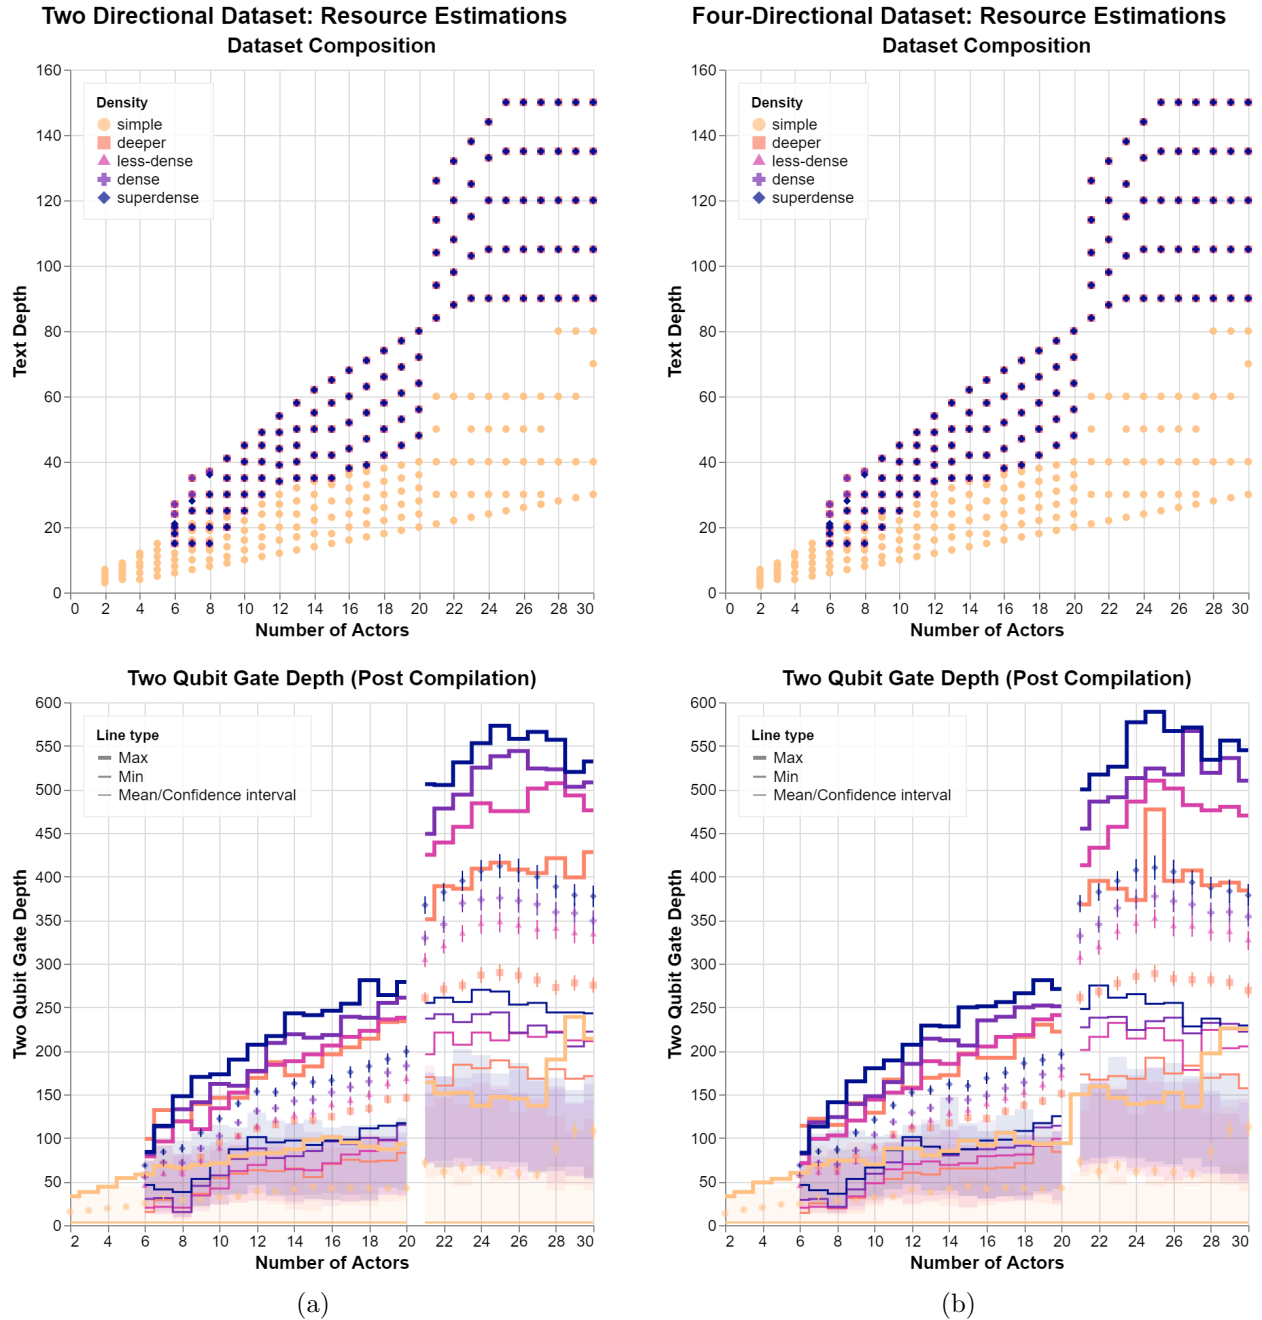 Two Directional Dataset: Resource Estimations
Dataset Composition
160
140
120
100
80
60
40
20
0
Text Depth
Density
simple
deeper
less-dense
dense
superdense
0 2 4 6 8 10 12 14 16 18 20 22 24 26 28 30
Number of Actors
Four-Directional Dataset: Resource Estimations
Dataset Composition
160
140
120
100
80
60
40
20
0
Text Depth
Density
simple
deeper
less-dense
dense
superdense
0 2 4 6 8 10 12 14 16 18 20 22 24 26 28 30
Number of Actors
Two Qubit Gate Depth (Post Compilation)
600
550
500
450
400
350
300
250
200
150
100
50
0
Two Qubit Gate Depth
Line type
Max
Min
Mean/Confidence interval
2 4 6 8 10 12 14 16 18 20 22 24 26 28 30
Number of Actors
(a)
Two Qubit Gate Depth (Post Compilation)
600
550
500
450
400
350
300
250
200
150
100
50
0
Two Qubit Gate Depth
Line type
Max
Min
Mean/Confidence interval
2 4 6 8 10 12 14 16 18 20 22 24 26 28 30
Number of Actors
(b)